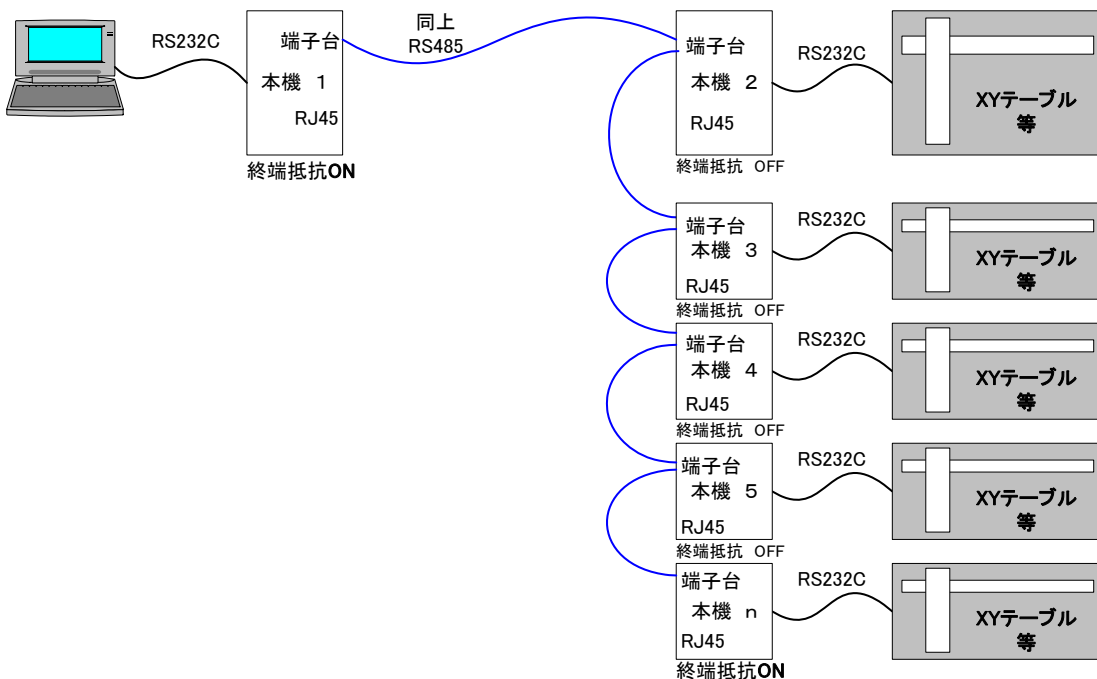 RS232C
端子台
本機 1
RJ45
終端抵抗ON
同上
RS485
端子台
本機 2
RJ45
終端抵抗 OFF
RS232C
XYテーブル
等
端子台
本機 3
RJ45
終端抵抗 OFF
RS232C
XYテーブル
等
端子台
本機 4
RJ45
終端抵抗 OFF
RS232C
XYテーブル
等
端子台
本機 5
RJ45
終端抵抗 OFF
RS232C
XYテーブル
等
端子台
本機 n
RJ45
終端抵抗ON
RS232C
XYテーブル
等